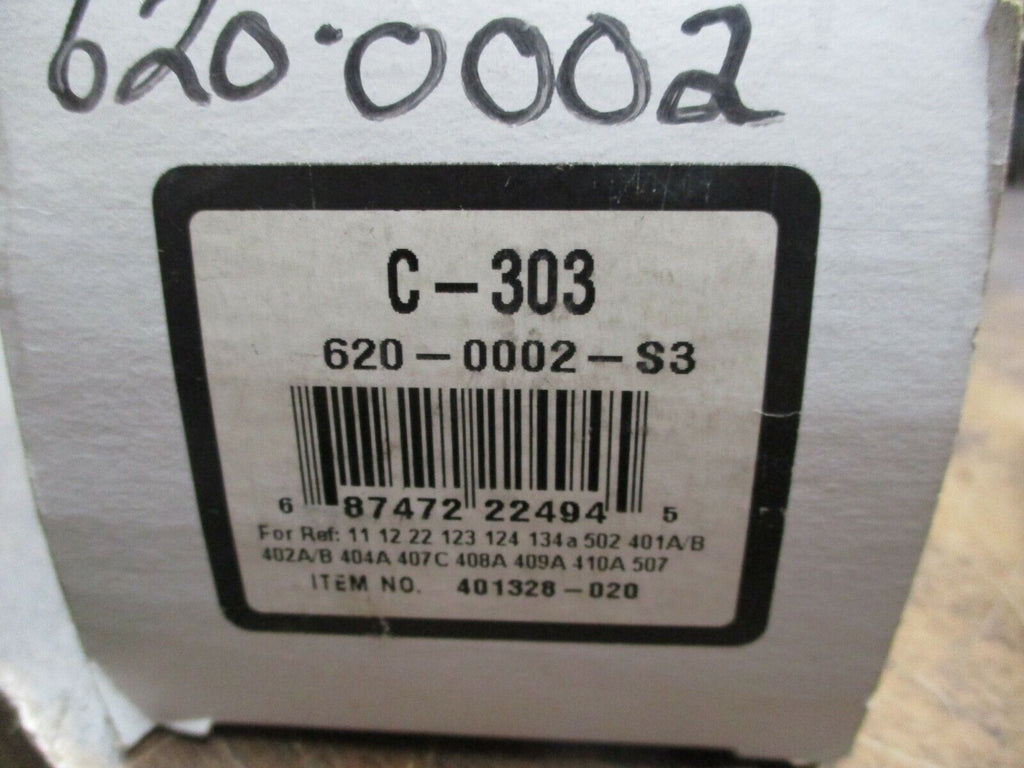 620-0002
C-303
620-0002-S3
6 87472 22494 5
For Ref: 11 12 22 123 124 134a 502 401A/B
402A/B 404A 407C 408A 409A 410A 507
ITEM NO. 401328-020